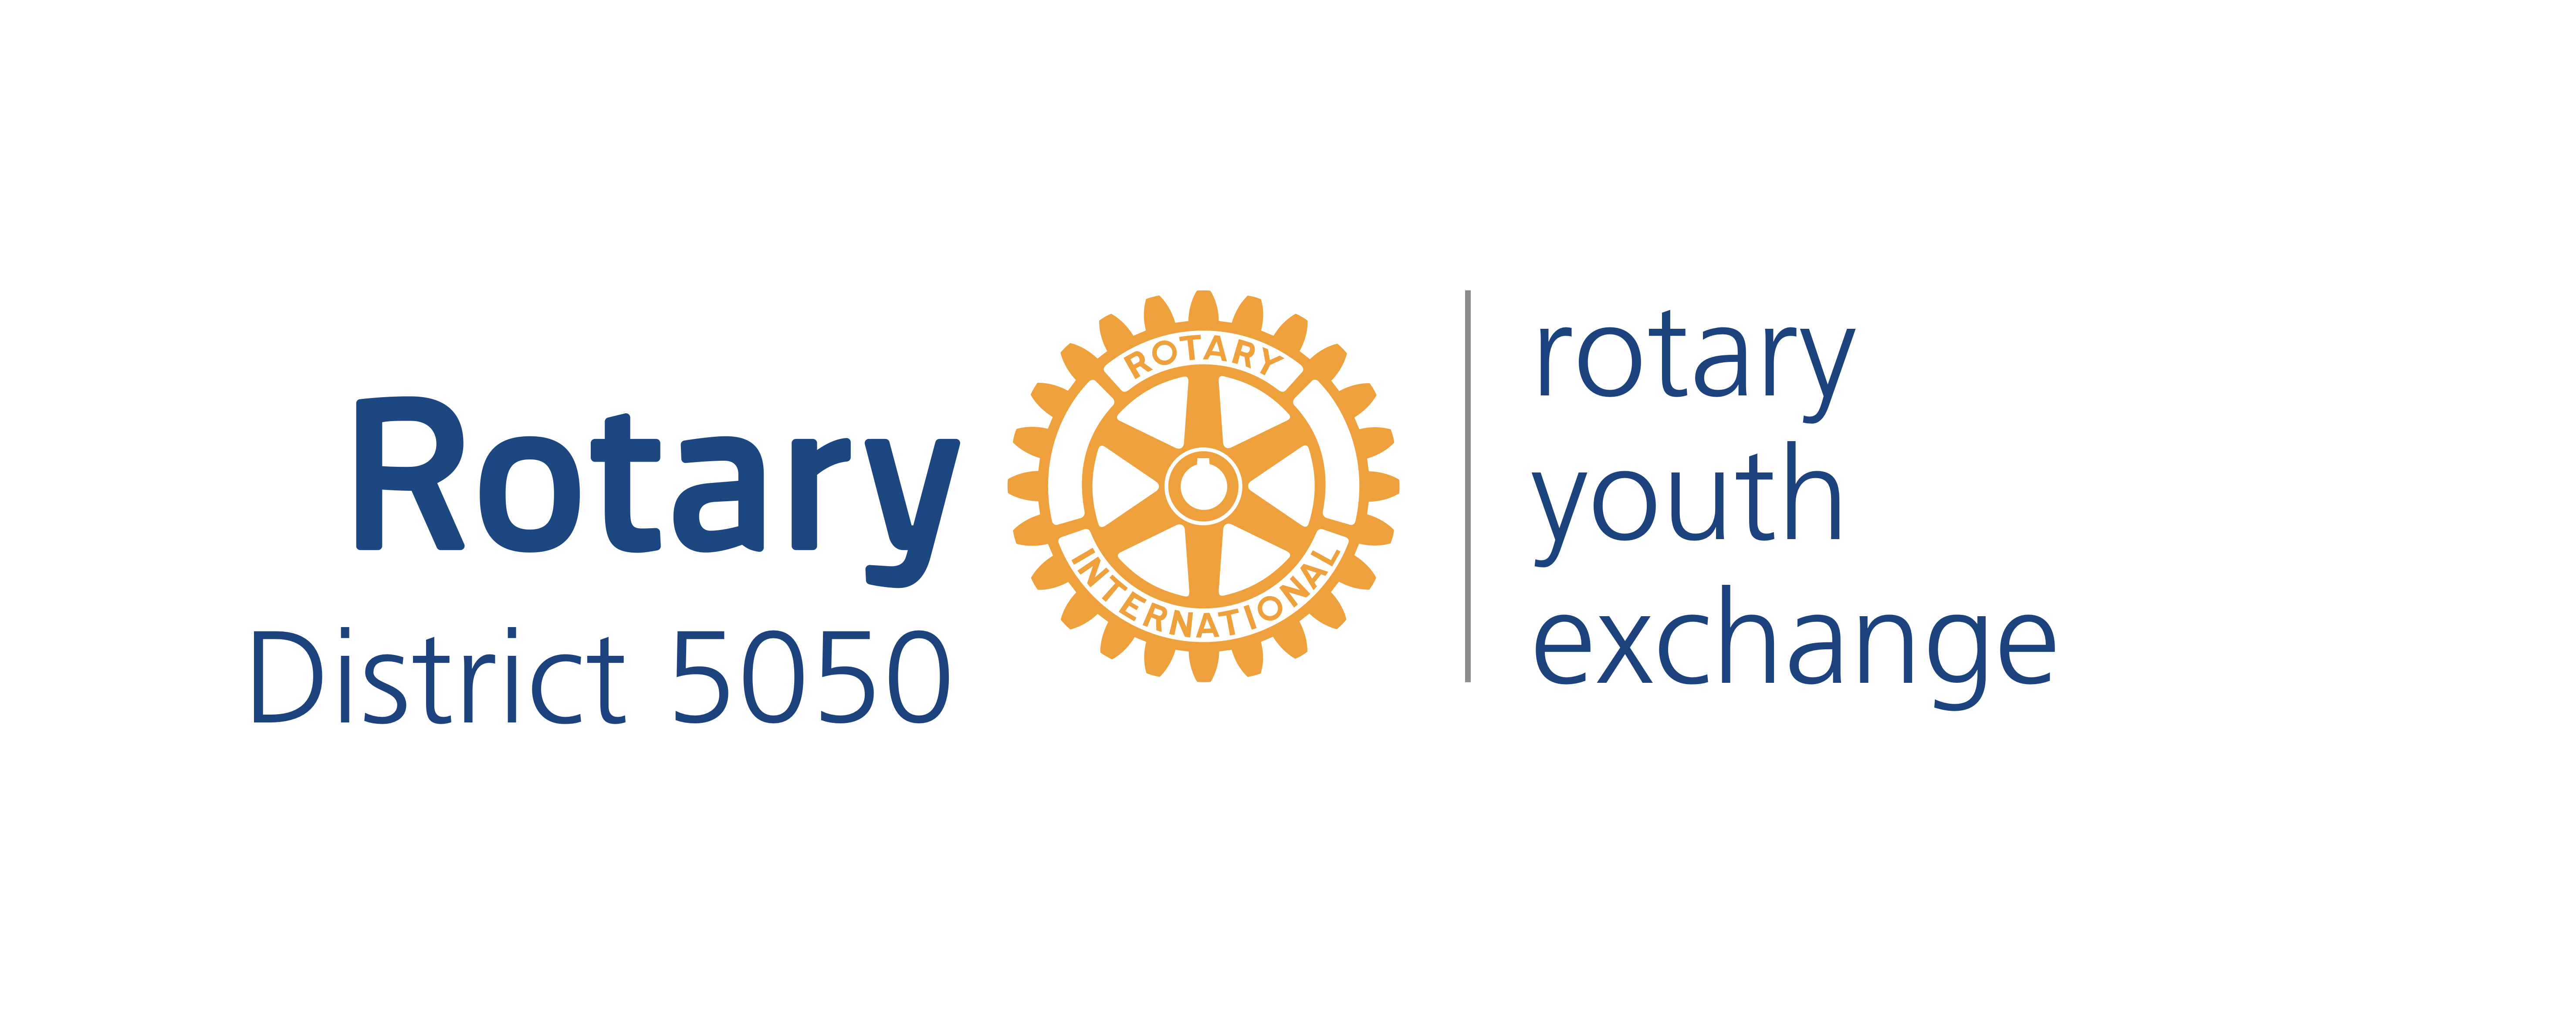 Rotary
District 5050
ROTARY
INTERNATIONAL
rotary
youth
exchange